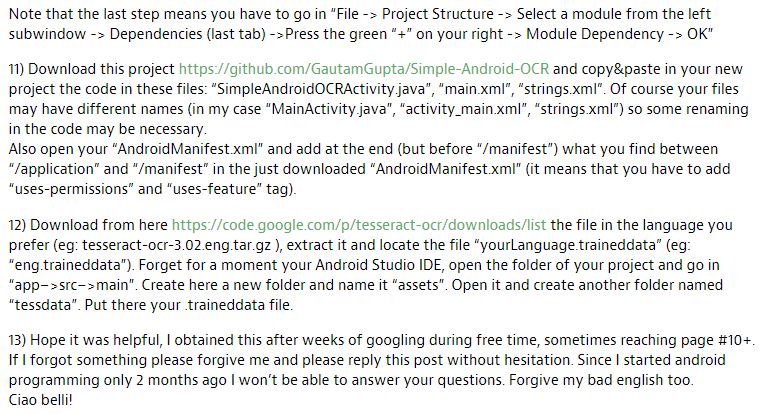 Note that the last step means you have to go in “File -> Project Structure -> Select a module from the left
subwindow -> Dependencies (last tab) ->Press the green “+” on your right -> Module Dependency -> OK”
11) Download this project https://github.com/GautamGupta/Simple-Android-OCR and copy&paste in your new
project the code in these files: “SimpleAndroidOCRActivity.java”, “main.xml”, “strings.xml”. Of course your files
may have different names (in my case “MainActivity.java”, “activity_main.xml”, “strings.xml”) so some renaming
in the code may be necessary.
Also open your “AndroidManifest.xml” and add at the end (but before “/manifest”) what you find between
“/application” and “/manifest” in the just downloaded “AndroidManifest.xml” (it means that you have to add
“uses-permissions” and “uses-feature” tag).
12) Download from here https://code.google.com/p/tesseract-ocr/downloads/list the file in the language you
prefer (eg: tesseract-ocr-3.02.eng.tar.gz ), extract it and locate the file “yourLanguage.traineddata” (eg:
“eng.traineddata”). Forget for a moment your Android Studio IDE, open the folder of your project and go in
“app–>src–>main”. Create here a new folder and name it “assets”. Open it and create another folder named
“tessdata”. Put there your .traineddata file.
13) Hope it was helpful, I obtained this after weeks of googling during free time, sometimes reaching page #10+.
If I forgot something please forgive me and please reply this post without hesitation. Since I started android
programming only 2 months ago I won’t be able to answer your questions. Forgive my bad english too.
Ciao belli!